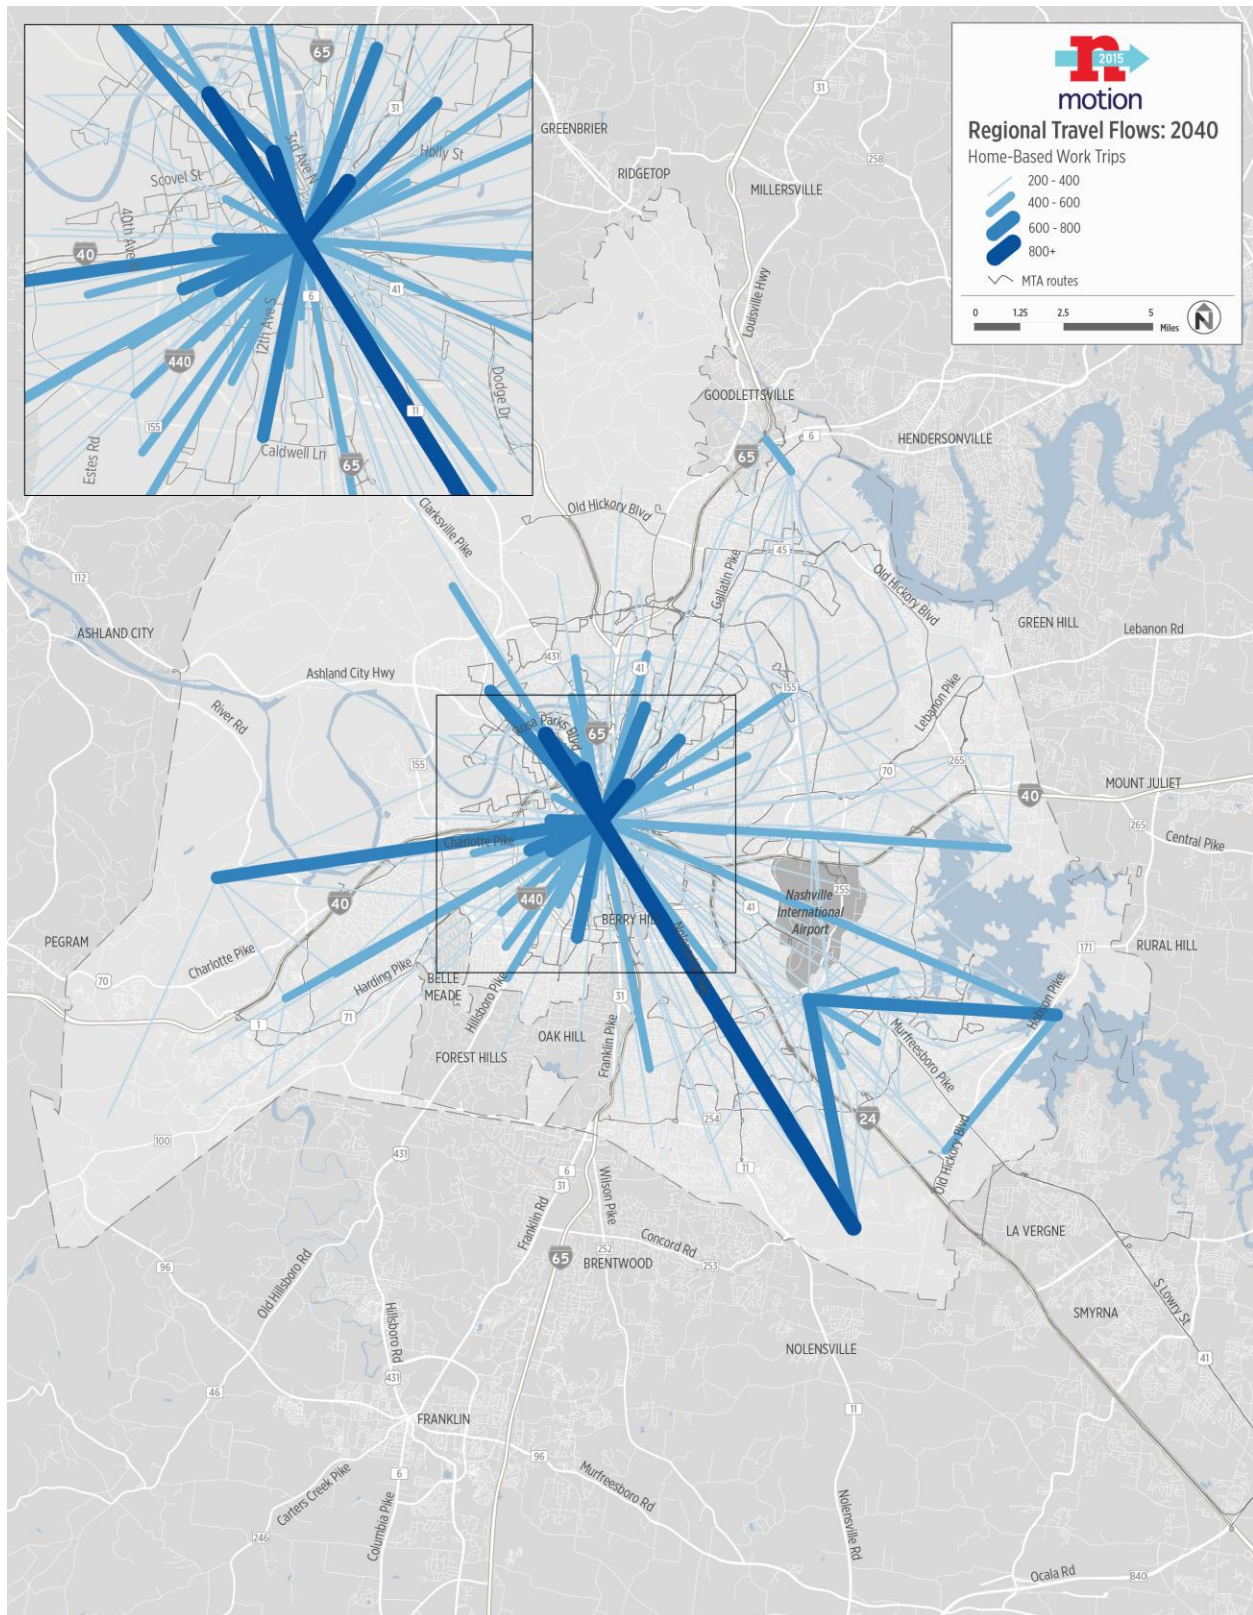 65
31
3rd Ave N
Holly St
Scovel St
40th Ave
40
41
6
12th Ave S
440
11
Dodge Dr
155
Estes Rd
Caldwell Ln
65
n
2015
motion
Regional Travel Flows: 2040
Home-Based Work Trips
200 - 400
400 - 600
600 - 800
800+
MTA routes
0 1.25 2.5 5
Miles
N
31
GREENBRIER
258
RIDGETOP
MILLERSVILLE
Louisville Hwy
GOODLETTSVILLE
6
HENDERSONVILLE
65
Clarksville Pike
Old Hickory Blvd
45
Gallatin Pike
Old Hickory Blvd
112
ASHLAND CITY
GREEN HILL
Lebanon Rd
431
41
Ashland City Hwy
155
Lebanon Pike
River Rd
Rosa Parks Blvd
65
155
70
265
MOUNT JULIET
40
265
Central Pike
Charlotte Pike
40
440
Nashville
International
Airport
255
41
BERRY HILL
PEGRAM
171
RURAL HILL
Charlotte Pike
70
Harding Pike
BELLE
MEADE
Hillsboro Pike
31
Hobson Pike
1
71
OAK HILL
Franklin Pike
FOREST HILLS
Murfreesboro Pike
24
254
100
431
11
Old Hickory Blvd
6
31
Wilson Pike
Franklin Rd
LA VERGNE
Concord Rd
252
65
BRENTWOOD
253
96
Old Hillsboro Rd
SMYRNA
S Lowry St
Hillsboro Rd
NOLENSVILLE
41
431
46
11
FRANKLIN
96
6
Murfreesboro Rd
Carters Creek Pike
Columbia Pike
Nolensville Rd
246
Ocala Rd
840